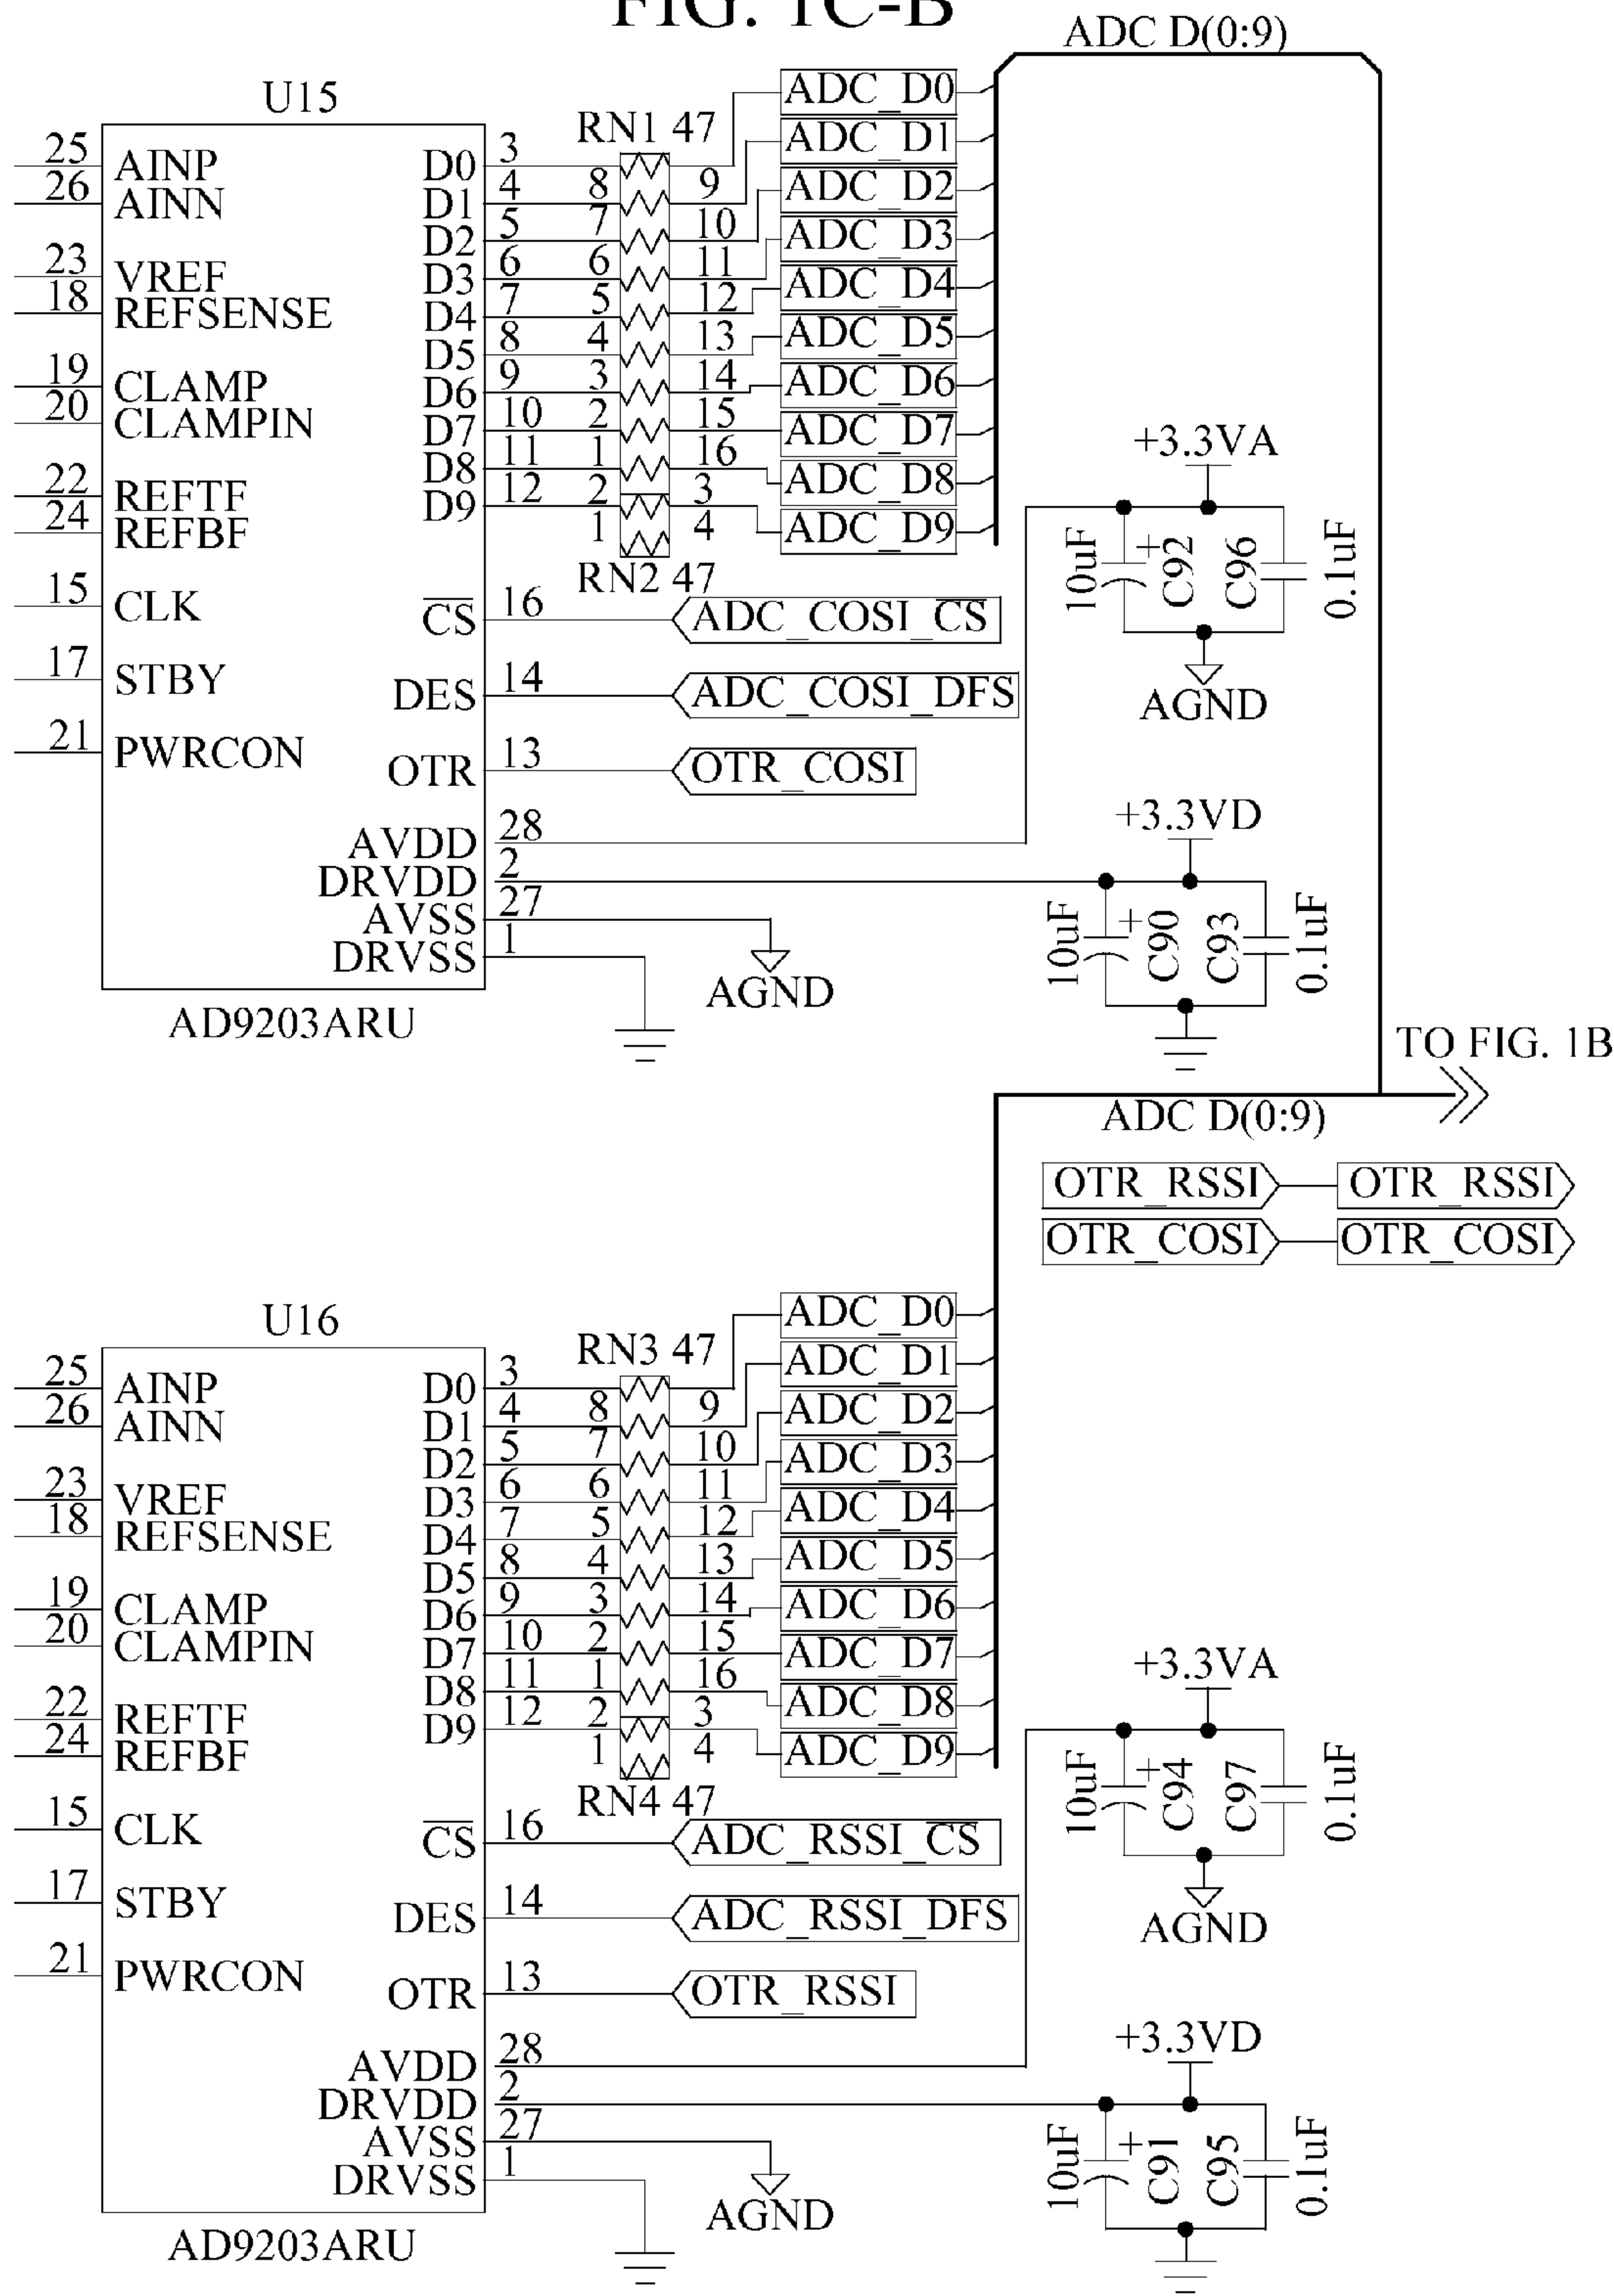 FIG. 1C-B
ADC D(0:9)
U15
RN1 47
25 AINP
26 AINN
23 VREF
18 REFSENSE
19 CLAMP
20 CLAMPIN
22 REFTF
24 REFBF
15 CLK
17 STBY
21 PWRCON
D0 3 ADC_D0
D1 4 8 9 ADC_D1
D2 5 7 10 ADC_D2
D3 6 6 11 ADC_D3
D4 7 5 12 ADC_D4
D5 8 4 13 ADC_D5
D6 9 3 14 ADC_D6
D7 10 2 15 ADC_D7
D8 11 1 16 ADC_D8
D9 12 2 3 ADC_D9
1 4
RN2 47
CS 16 ADC_COSI_CS
DES 14 ADC_COSI_DFS
OTR 13 OTR_COSI
AVDD 28
DRVDD 2
AVSS 27
DRVSS 1
AGND
AD9203ARU
+3.3VA
10uF
C92
C96
0.1uF
AGND
+3.3VD
10uF
C90
C93
0.1uF
TO FIG. 1B
ADC D(0:9)
OTR_RSSI OTR_RSSI
OTR_COSI OTR_COSI
U16
RN3 47
25 AINP
26 AINN
23 VREF
18 REFSENSE
19 CLAMP
20 CLAMPIN
22 REFTF
24 REFBF
15 CLK
17 STBY
21 PWRCON
D0 3 ADC_D0
D1 4 8 9 ADC_D1
D2 5 7 10 ADC_D2
D3 6 6 11 ADC_D3
D4 7 5 12 ADC_D4
D5 8 4 13 ADC_D5
D6 9 3 14 ADC_D6
D7 10 2 15 ADC_D7
D8 11 1 16 ADC_D8
D9 12 2 3 ADC_D9
1 4
RN4 47
CS 16 ADC_RSSI_CS
DES 14 ADC_RSSI_DFS
OTR 13 OTR_RSSI
AVDD 28
DRVDD 2
AVSS 27
DRVSS 1
AGND
AD9203ARU
+3.3VA
10uF
C94
C97
0.1uF
AGND
+3.3VD
10uF
C91
C95
0.1uF